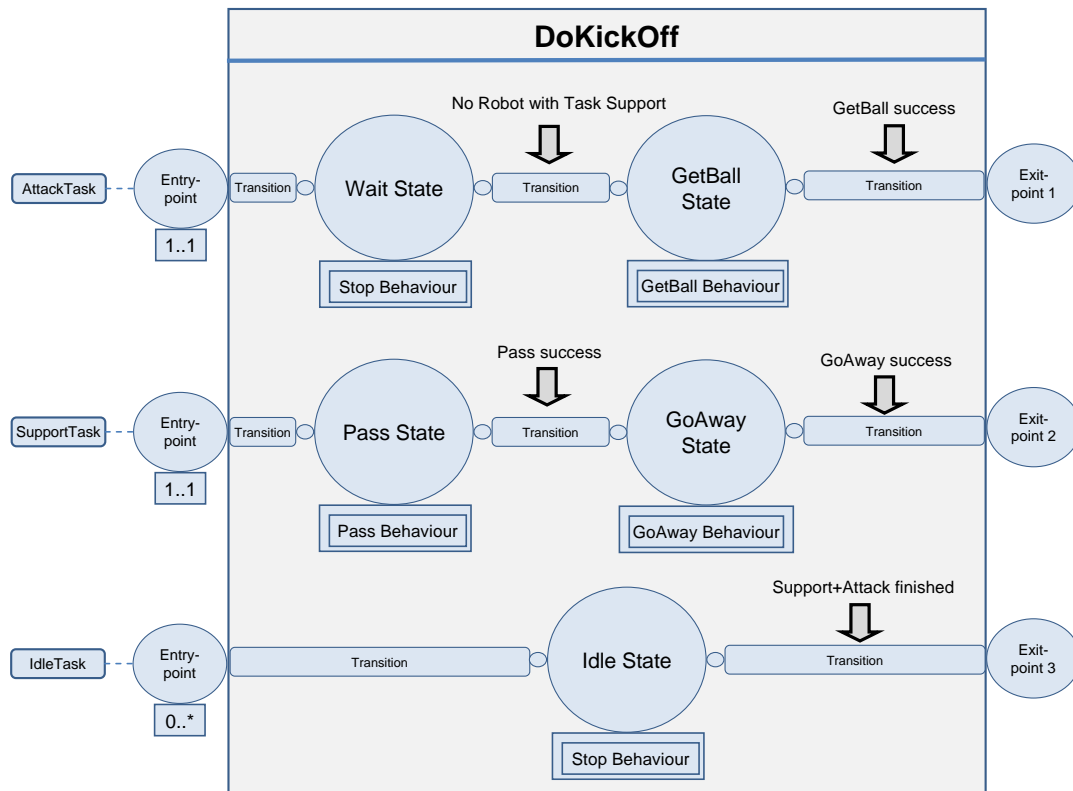 DoKickOff
No Robot with Task Support
GetBall success
AttackTask
Entry-
point
Transition
Wait State
Transition
GetBall
State
Transition
Exit-
point 1
1..1
Stop Behaviour
GetBall Behaviour
Pass success
GoAway success
SupportTask
Entry-
point
Transition
Pass State
Transition
GoAway
State
Transition
Exit-
point 2
1..1
Pass Behaviour
GoAway Behaviour
Support+Attack finished
IdleTask
Entry-
point
Transition
Idle State
Transition
Exit-
point 3
0..*
Stop Behaviour